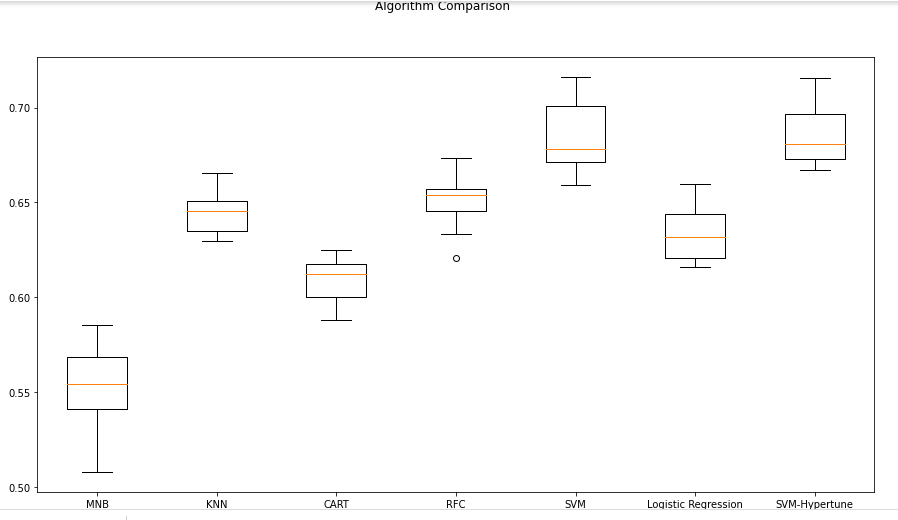 Algorithm Comparison
0.70
0.65
0.60
0.55
0.50
MNB KNN CART RFC SVM Logistic Regression SVM-Hypertune